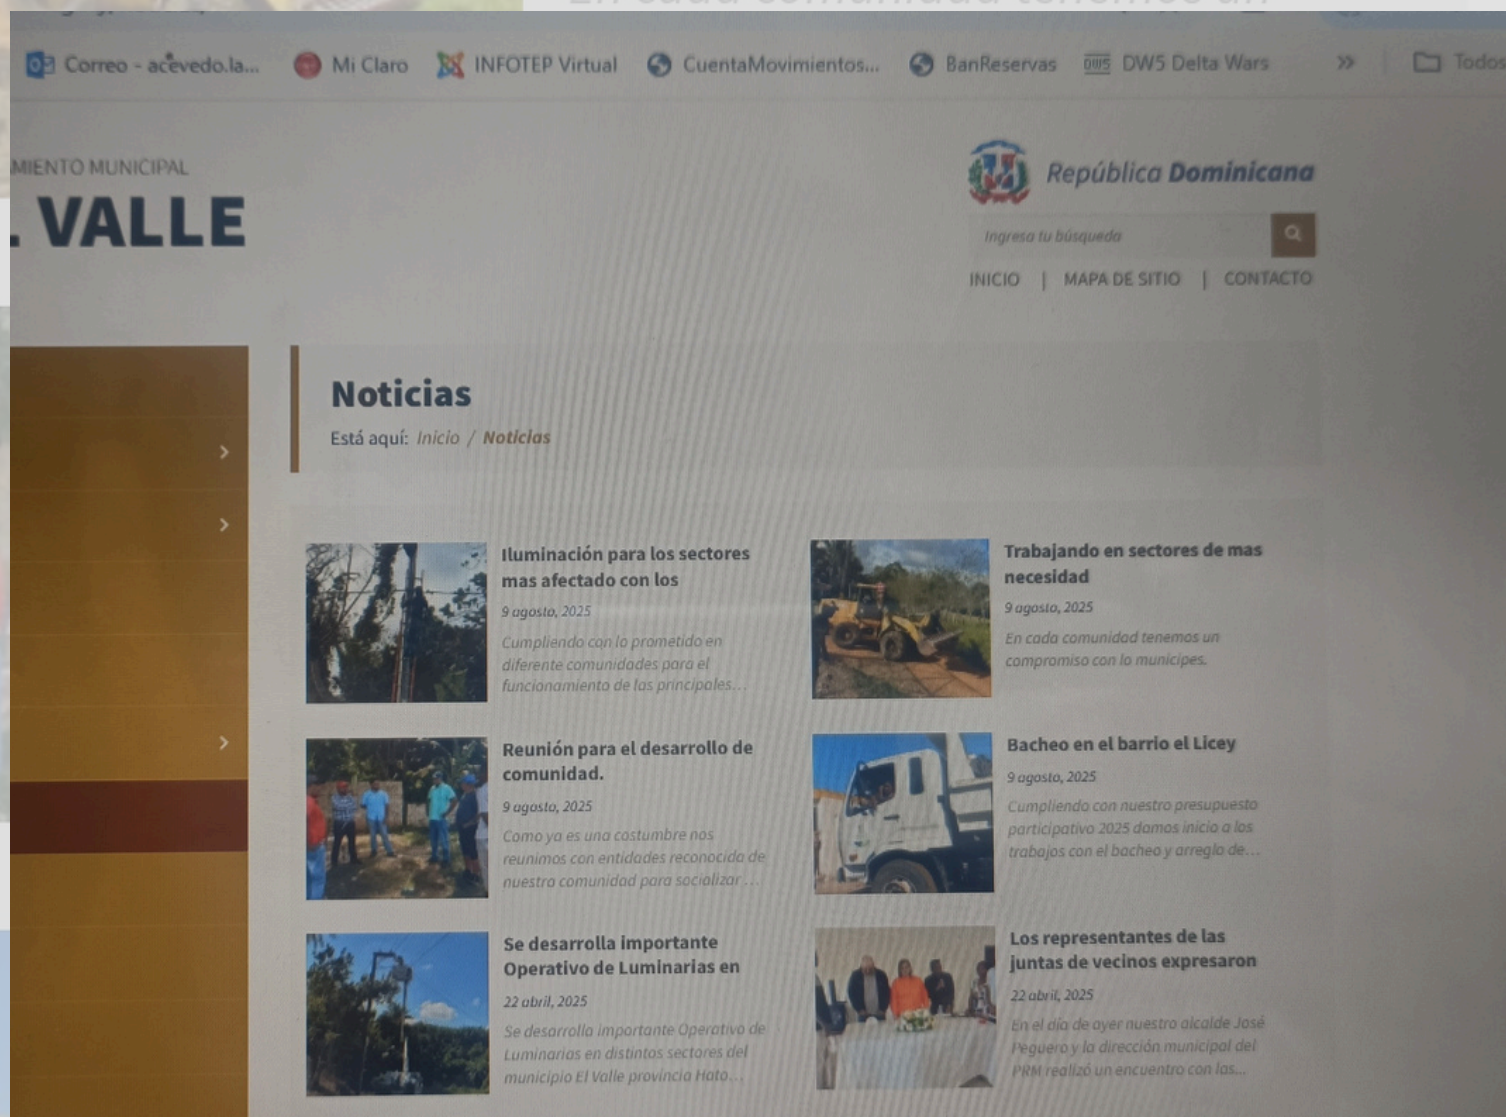 En cada comunidad tenemos un
Correo - acevedo.la...
Mi Claro
INFOTEP Virtual
CuentaMovimientos...
BanReservas
DW5 Delta Wars
»
Todos
MIENTO MUNICIPAL
VALLE
República Dominicana
Ingresa tu búsqueda
INICIO | MAPA DE SITIO | CONTACTO
Noticias
Está aquí: Inicio / Noticias
Iluminación para los sectores
mas afectado con los
9 agosto, 2025
Cumpliendo con lo prometido en
diferente comunidades para el
funcionamiento de las principales...
Trabajando en sectores de mas
necesidad
9 agosto, 2025
En cada comunidad tenemos un
compromiso con lo munícipes.
Reunión para el desarrollo de
comunidad.
9 agosto, 2025
Como ya es una costumbre nos
reunimos con entidades reconocida de
nuestra comunidad para socializar ...
Bacheo en el barrio el Licey
9 agosto, 2025
Cumpliendo con nuestro presupuesto
participativo 2025 damos inicio a los
trabajos con el bacheo y arreglo de...
Se desarrolla importante
Operativo de Luminarias en
22 abril, 2025
Se desarrolla importante Operativo de
Luminarias en distintos sectores del
municipio El Valle provincia Hato...
Los representantes de las
juntas de vecinos expresaron
22 abril, 2025
En el día de ayer nuestro alcalde José
Peguero y la dirección municipal del
PRM realizó un encuentro con las...